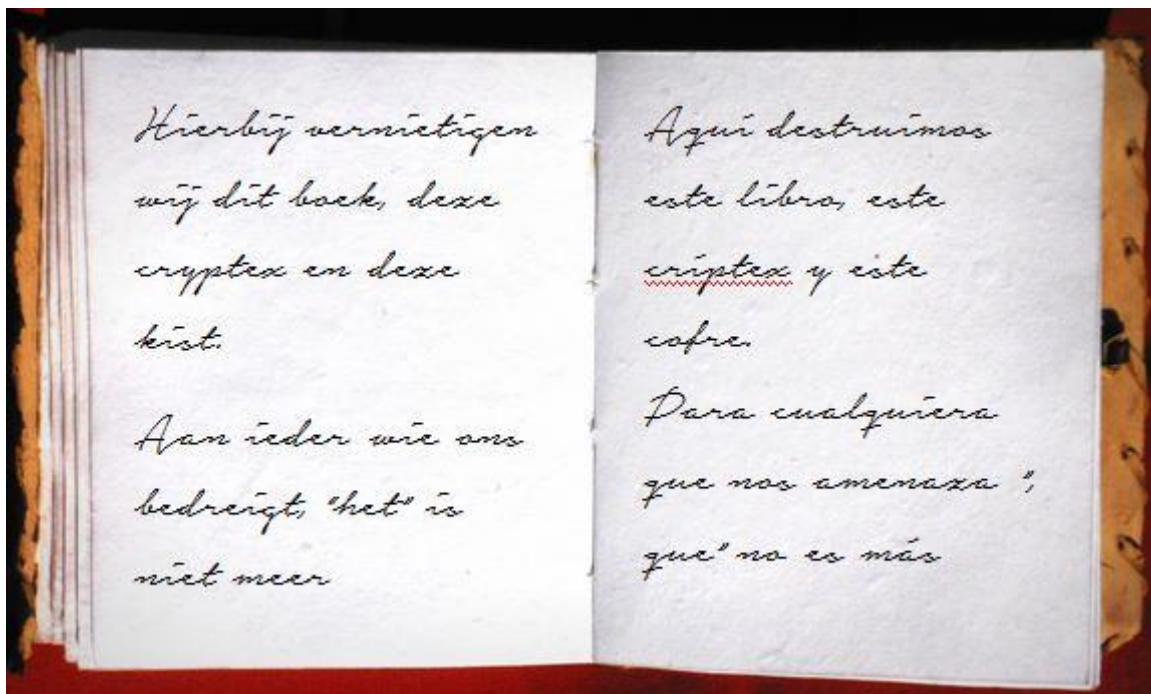 Hierbij vernietigen
wij dit boek, deze
cryptex en deze
kist.
Aan ieder wie ons
bedreigt, "het" is
niet meer
Aqui destruimos
este libro, este
criptex y este
cofre.
Para cualquiera
que nos amenaza ",
que" no es más